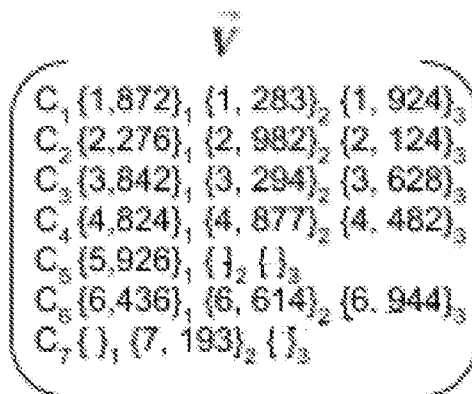 V
C₁ {1,872}₁ {1, 283}₂ {1, 924}₃
C₂ {2,276}₁ {2, 982}₂ {2, 124}₃
C₃ {3,842}₁ {3, 294}₂ {3, 628}₃
C₄ {4,824}₁ {4, 877}₂ {4, 482}₃
C₅ {5,926}₁ { }₂ { }₃
C₆ {6,436}₁ {6, 614}₂ {6, 944}₃
C₇ { }₁ {7, 193}₂ { }₃